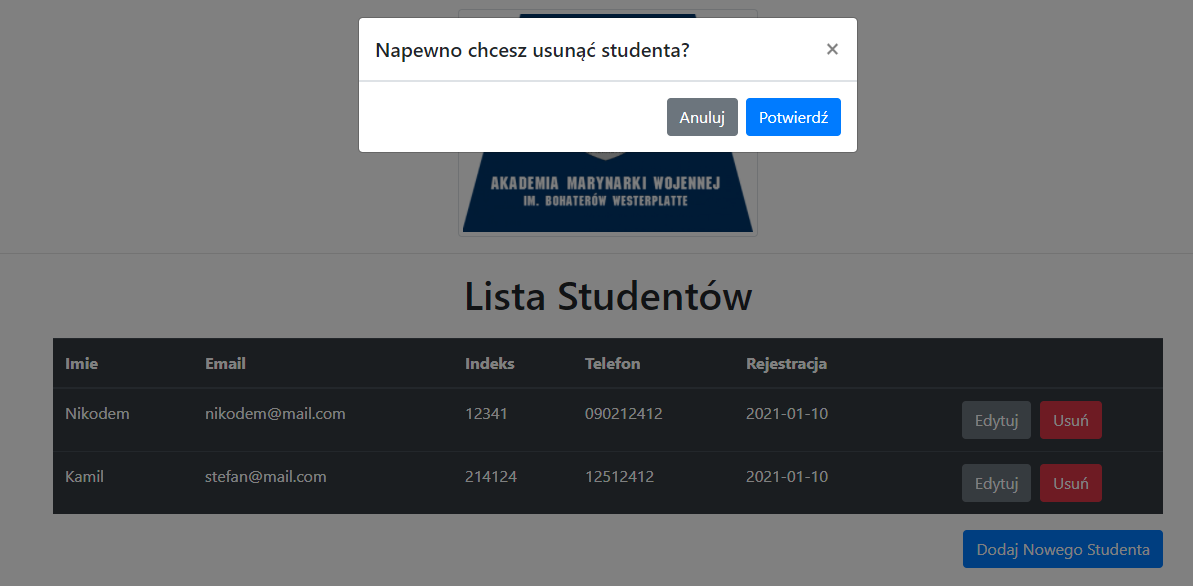 Napewno chcesz usunąć studenta? ×
Anuluj Potwierdź
AKADEMIA MARYNARKI WOJENNEJ
IM. BOHATERÓW WESTERPLATTE
Lista Studentów
Imie Email Indeks Telefon Rejestracja
Nikodem nikodem@mail.com 12341 090212412 2021-01-10 Edytuj Usuń
Kamil stefan@mail.com 214124 12512412 2021-01-10 Edytuj Usuń
Dodaj Nowego Studenta